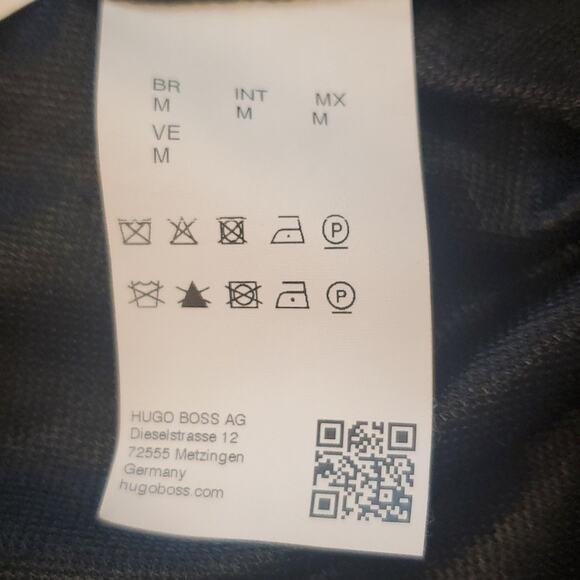 BR INT MX
M M M
VE
M
P
P
HUGO BOSS AG
Dieselstrasse 12
72555 Metzingen
Germany
hugoboss.com